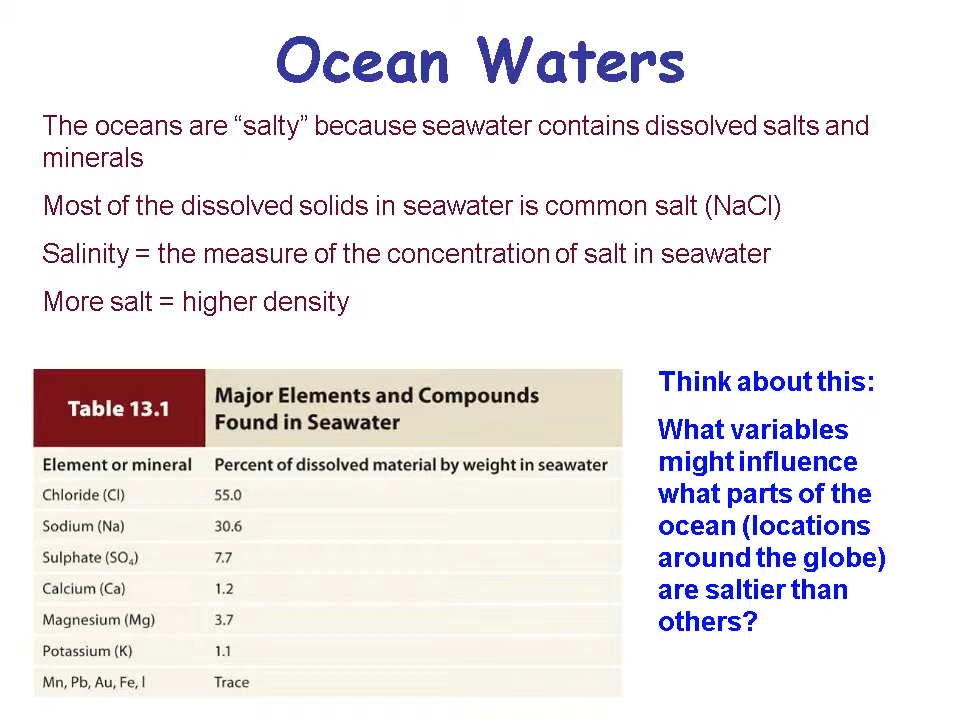 Ocean Waters
The oceans are “salty” because seawater contains dissolved salts and
minerals
Most of the dissolved solids in seawater is common salt (NaCl)
Salinity = the measure of the concentration of salt in seawater
More salt = higher density
Table 13.1
Major Elements and Compounds
Found in Seawater
Element or mineral Percent of dissolved material by weight in seawater
Chloride (Cl) 55.0
Sodium (Na) 30.6
Sulphate (SO₄) 7.7
Calcium (Ca) 1.2
Magnesium (Mg) 3.7
Potassium (K) 1.1
Mn, Pb, Au, Fe, I Trace
Think about this:
What variables
might influence
what parts of the
ocean (locations
around the globe)
are saltier than
others?